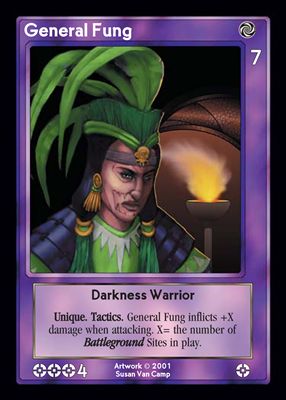 General Fung
7
Darkness Warrior
Unique. Tactics. General Fung inflicts +X
damage when attacking. X= the number of
Battleground Sites in play.
4
Artwork © 2001
Susan Van Camp